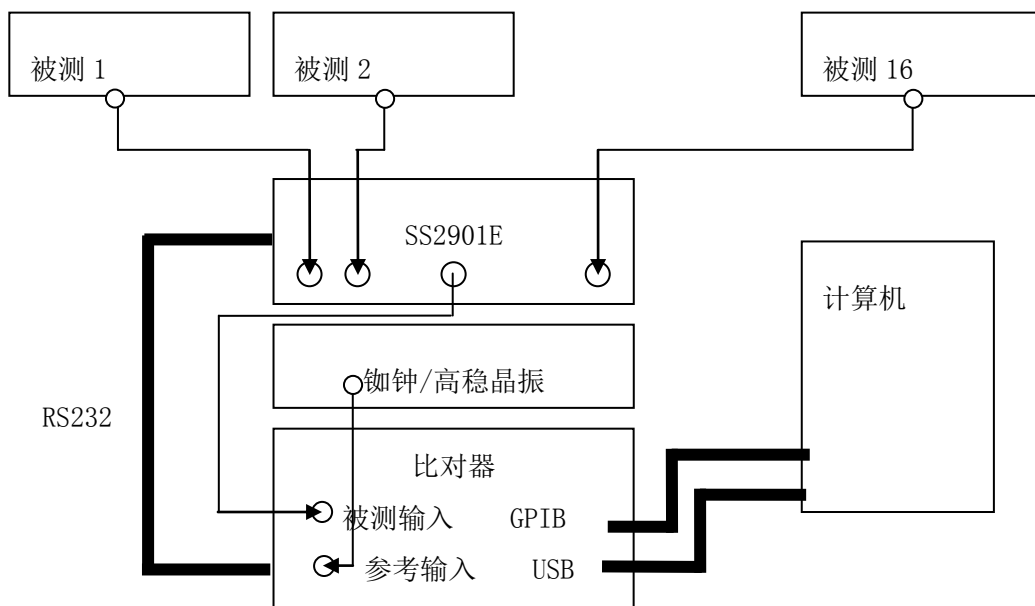 被测 1
被测 2
被测 16
SS2901E
计算机
铷钟/高稳晶振
RS232
比对器
被测输入 GPIB
参考输入 USB